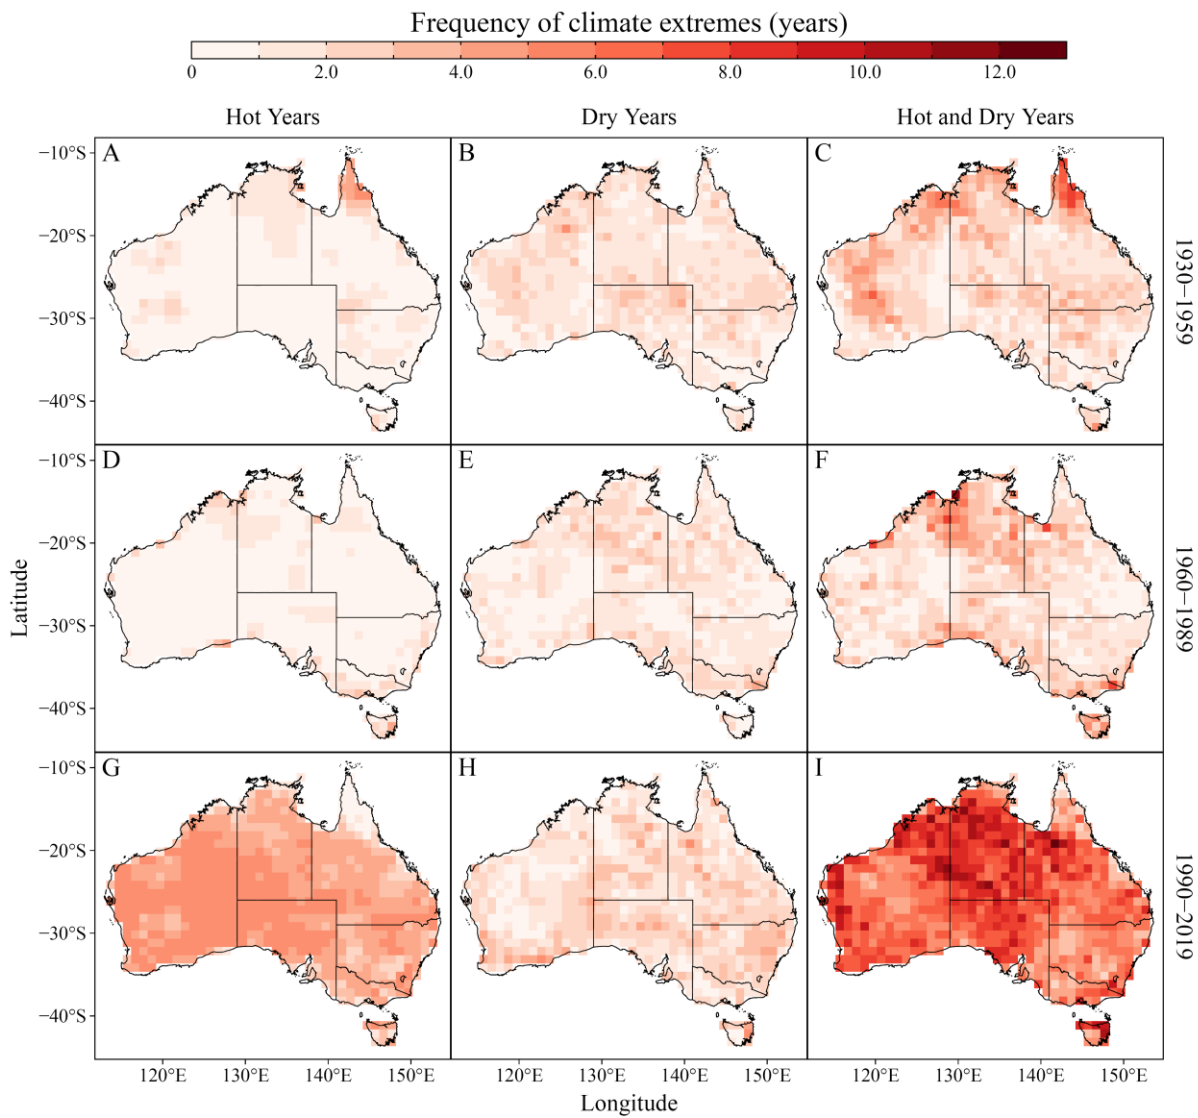 Frequency of climate extremes (years)
0 2.0 4.0 6.0 8.0 10.0 12.0
Hot Years Dry Years Hot and Dry Years
A B C
−10°S
−20°S
−30°S
−40°S
1930−1959
D E F
−10°S
−20°S
−30°S
−40°S
1960−1989
Latitude
G H I
−10°S
−20°S
−30°S
−40°S
1990−2019
120°E 130°E 140°E 150°E 120°E 130°E 140°E 150°E 120°E 130°E 140°E 150°E
Longitude